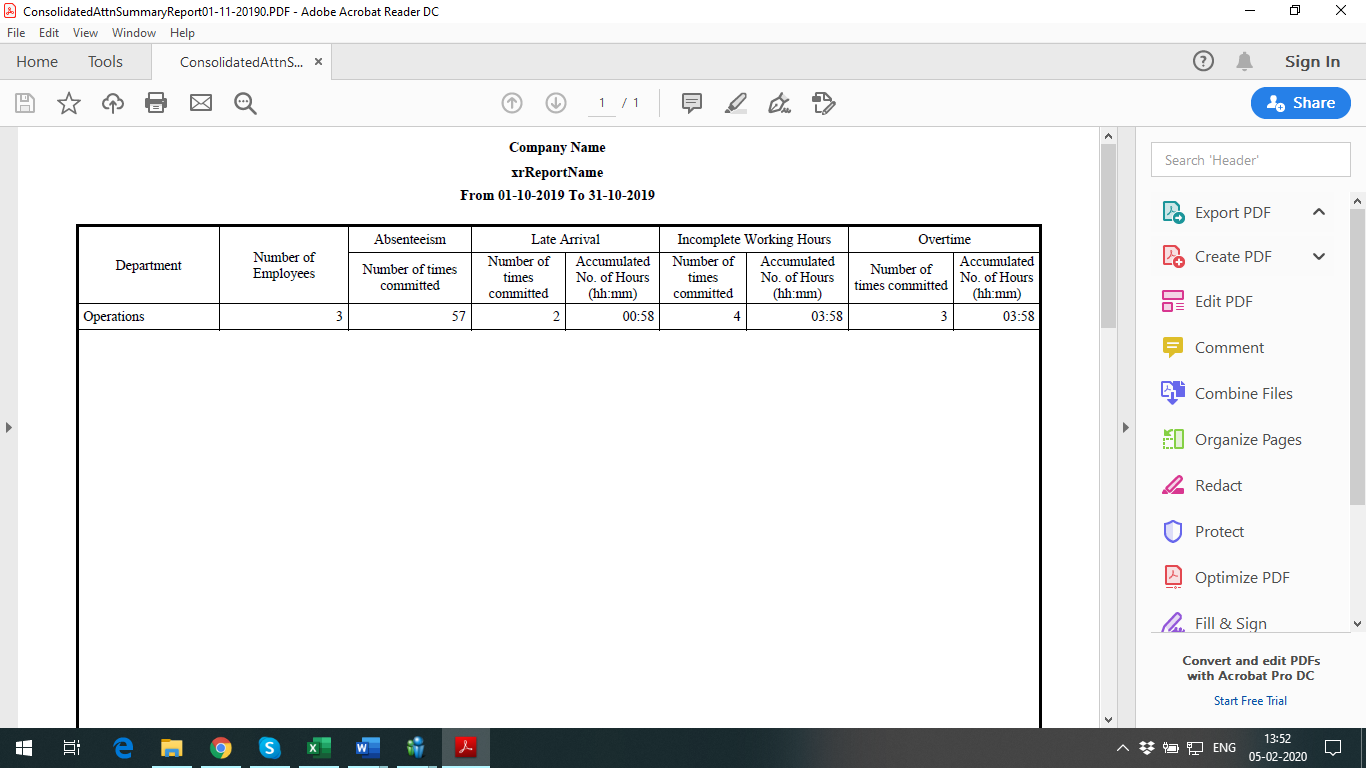 ConsolidatedAttnSummaryReport01-11-20190.PDF - Adobe Acrobat Reader DC
File Edit View Window Help
Home Tools ConsolidatedAttnS... × Sign In
1 / 1 Share
Company Name
xrReportName
From 01-10-2019 To 31-10-2019
Department
Number of
Employees
Absenteeism
Late Arrival
Incomplete Working Hours
Overtime
Number of times
committed
Number of
times
committed
Accumulated
No. of Hours
(hh:mm)
Number of
times
committed
Accumulated
No. of Hours
(hh:mm)
Number of
times committed
Accumulated
No. of Hours
(hh:mm)
Operations 3 57 2 00:58 4 03:58 3 03:58
Search 'Header'
Export PDF
Create PDF
Edit PDF
Comment
Combine Files
Organize Pages
Redact
Protect
Optimize PDF
Fill & Sign
Convert and edit PDFs
with Acrobat Pro DC
Start Free Trial
ENG
13:52
05-02-2020